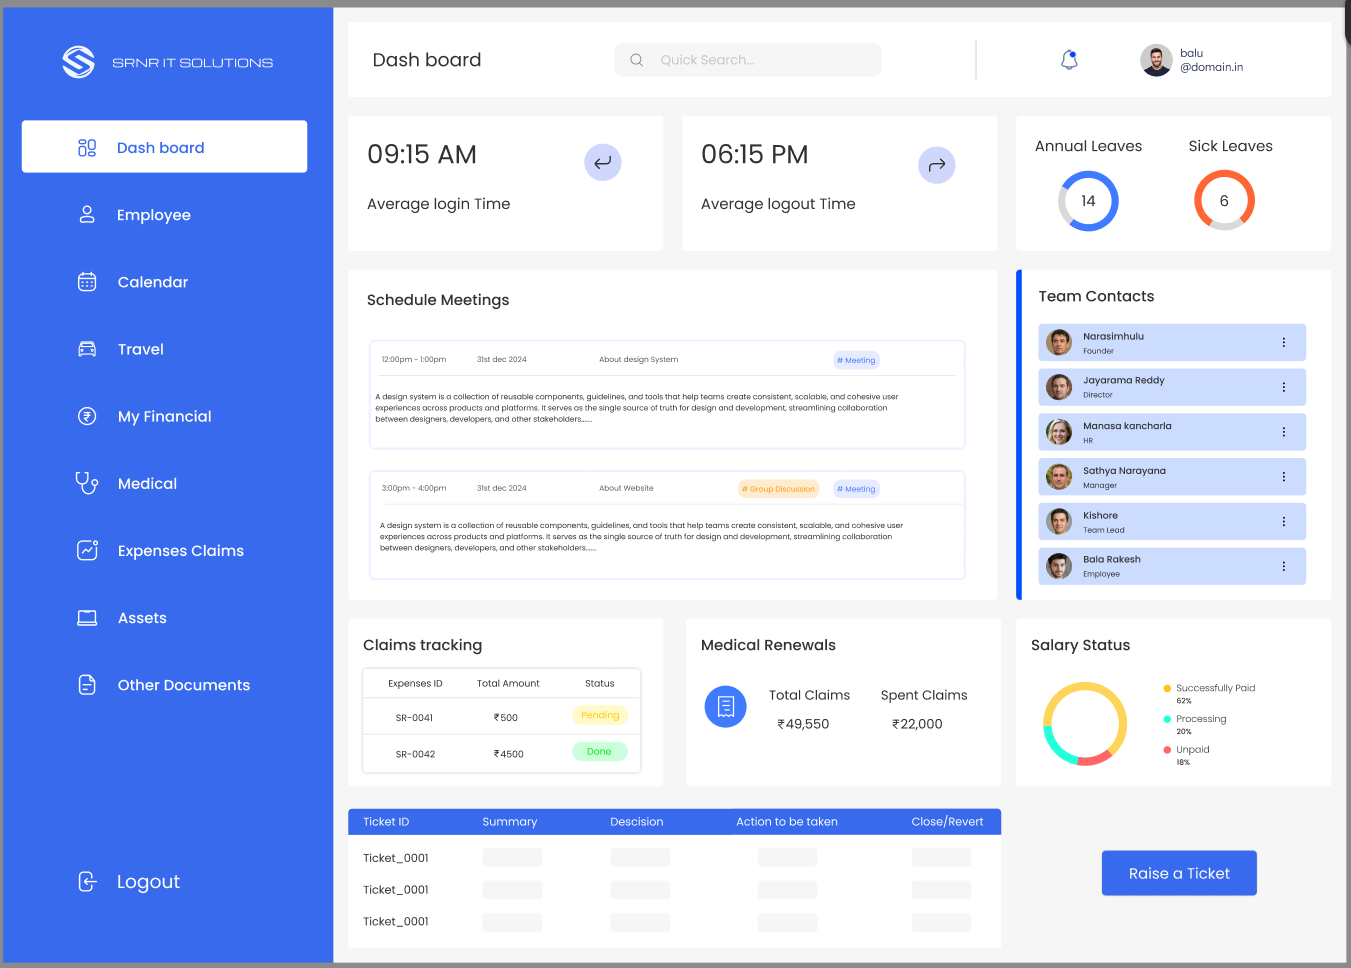 SRNR IT SOLUTIONS
Dash board
Employee
Calendar
Travel
My Financial
Medical
Expenses Claims
Assets
Other Documents
Logout
Dash board
Quick Search...
balu
@domain.in
09:15 AM
Average login Time
06:15 PM
Average logout Time
Annual Leaves
14
Sick Leaves
6
Schedule Meetings
12:00pm - 1:00pm 31st dec 2024 About design System # Meeting
A design system is a collection of reusable components, guidelines, and tools that help teams create consistent, scalable, and cohesive user
experiences across products and platforms. It serves as the single source of truth for design and development, streamlining collaboration
between designers, developers, and other stakeholders.......
3:00pm - 4:00pm 31st dec 2024 About Website # Group Discussion # Meeting
A design system is a collection of reusable components, guidelines, and tools that help teams create consistent, scalable, and cohesive user
experiences across products and platforms. It serves as the single source of truth for design and development, streamlining collaboration
between designers, developers, and other stakeholders.......
Team Contacts
Narasimhulu
Founder
Jayarama Reddy
Director
Manasa kancharla
HR
Sathya Narayana
Manager
Kishore
Team Lead
Bala Rakesh
Employee
Claims tracking
Expenses ID Total Amount Status
SR-0041 ₹500 Pending
SR-0042 ₹4500 Done
Medical Renewals
Total Claims Spent Claims
₹49,550 ₹22,000
Salary Status
Successfully Paid
62%
Processing
20%
Unpaid
18%
Ticket ID Summary Descision Action to be taken Close/Revert
Ticket_0001
Ticket_0001
Ticket_0001
Raise a Ticket